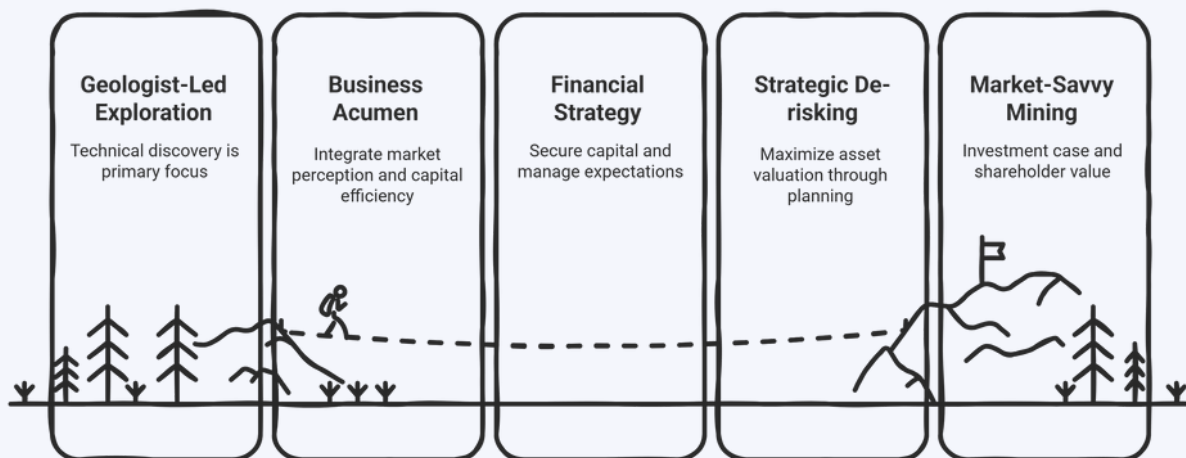 Geologist-Led
Exploration
Technical discovery is
primary focus
Business
Acumen
Integrate market
perception and capital
efficiency
Financial
Strategy
Secure capital and
manage expectations
Strategic De-
risking
Maximize asset
valuation through
planning
Market-Savvy
Mining
Investment case and
shareholder value